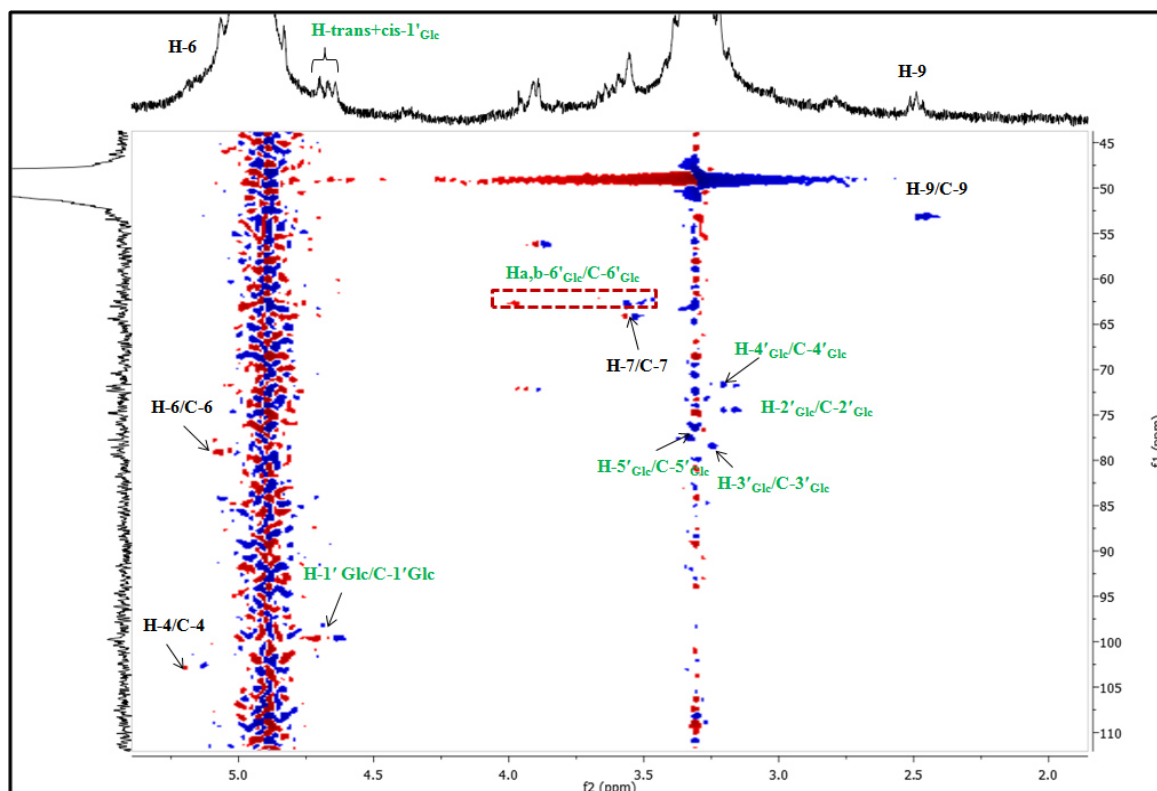 H-6
H-trans+cis-1'Glc
H-9
H-9/C-9
Ha,b-6'Glc/C-6'Glc
H-7/C-7
H-4'Glc/C-4'Glc
H-6/C-6
H-2'Glc/C-2'Glc
H-5'Glc/C-5'Glc
H-3'Glc/C-3'Glc
H-1' Glc/C-1'Glc
H-4/C-4
45
50
55
60
65
70
75
80
85
90
95
100
105
110
f1 (ppm)
5.0 4.5 4.0 3.5 3.0 2.5 2.0
f2 (ppm)